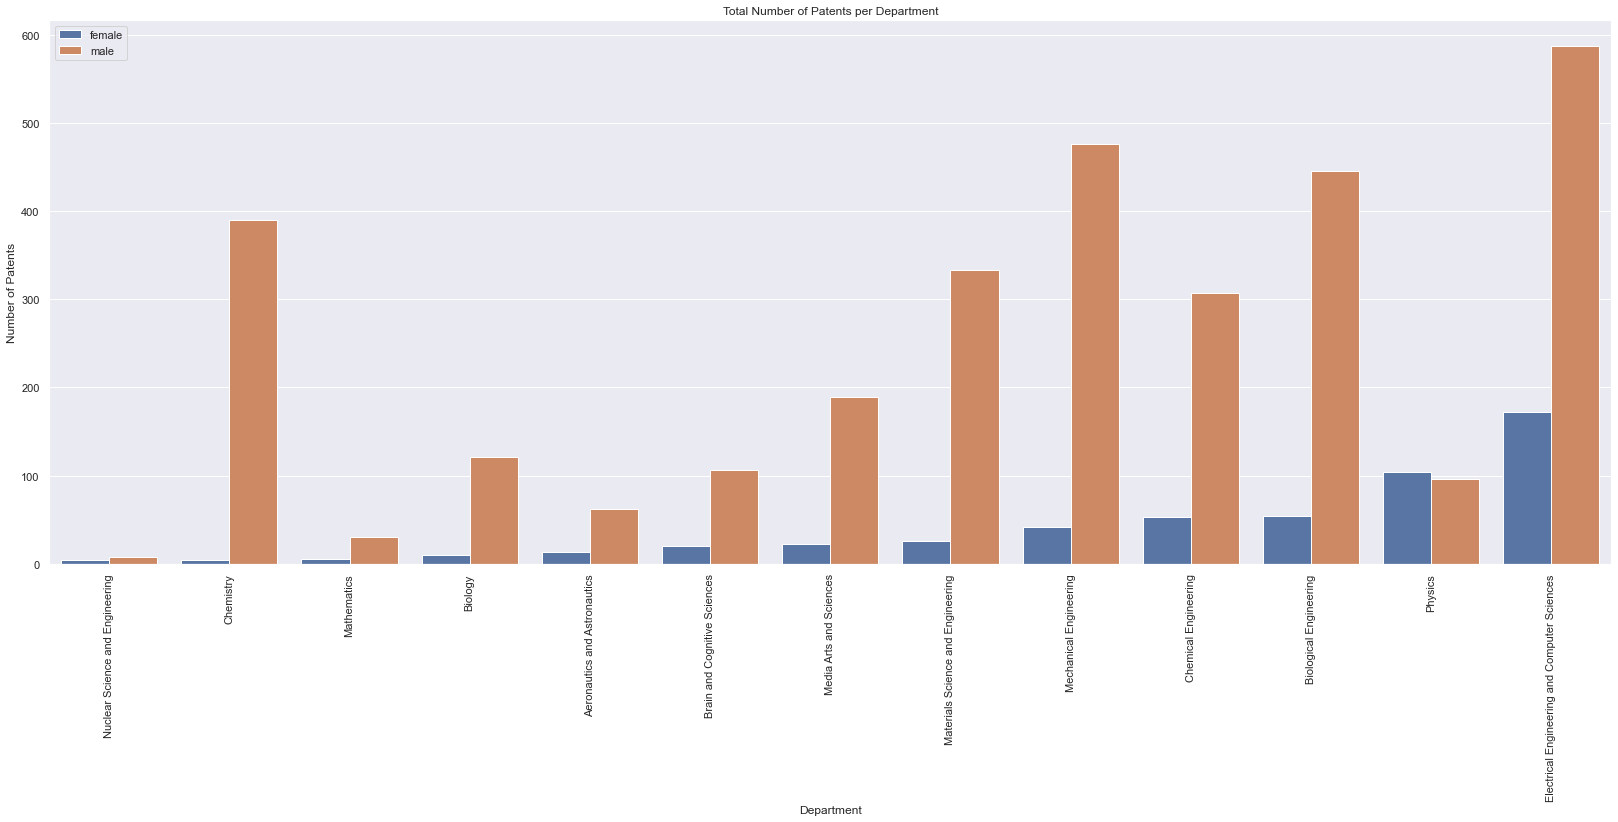 Total Number of Patents per Department
female
male
600
500
400
300
200
100
0
Number of Patents
Nuclear Science and Engineering
Chemistry
Mathematics
Biology
Aeronautics and Astronautics
Brain and Cognitive Sciences
Media Arts and Sciences
Materials Science and Engineering
Mechanical Engineering
Chemical Engineering
Biological Engineering
Physics
Electrical Engineering and Computer Sciences
Department